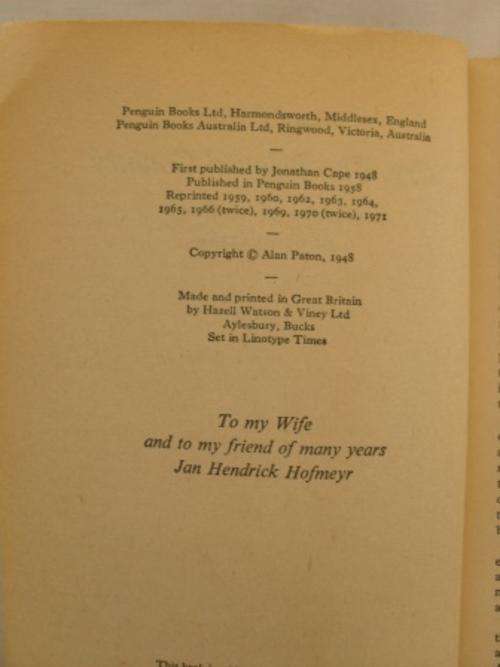 Penguin Books Ltd, Harmondsworth, Middlesex, England
Penguin Books Australia Ltd, Ringwood, Victoria, Australia
—
First published by Jonathan Cape 1948
Published in Penguin Books 1958
Reprinted 1959, 1960, 1962, 1963, 1964,
1965, 1966 (twice), 1969, 1970 (twice), 1971
—
Copyright © Alan Paton, 1948
—
Made and printed in Great Britain
by Hazell Watson & Viney Ltd
Aylesbury, Bucks
Set in Linotype Times
To my Wife
and to my friend of many years
Jan Hendrick Hofmeyr